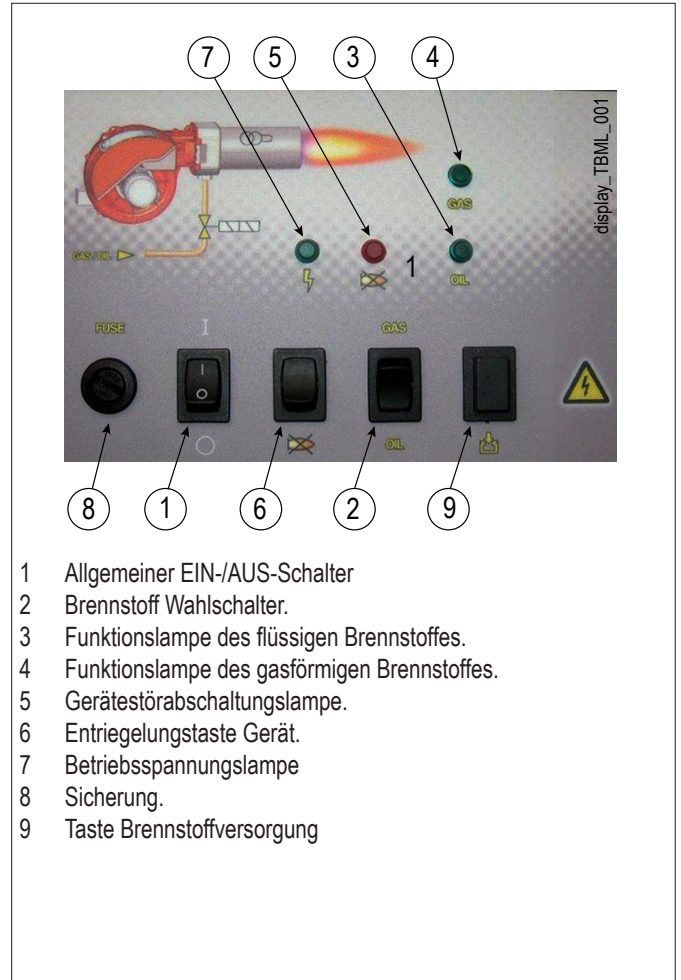 7 5 3 4
display_TBML_001
GAS
GAS/OIL
1
OIL
FUSE I GAS
I
O
OIL
8 1 6 2 9
1 Allgemeiner EIN-/AUS-Schalter
2 Brennstoff Wahlschalter.
3 Funktionslampe des flüssigen Brennstoffes.
4 Funktionslampe des gasförmigen Brennstoffes.
5 Gerätestörabschaltungslampe.
6 Entriegelungstaste Gerät.
7 Betriebsspannungslampe
8 Sicherung.
9 Taste Brennstoffversorgung